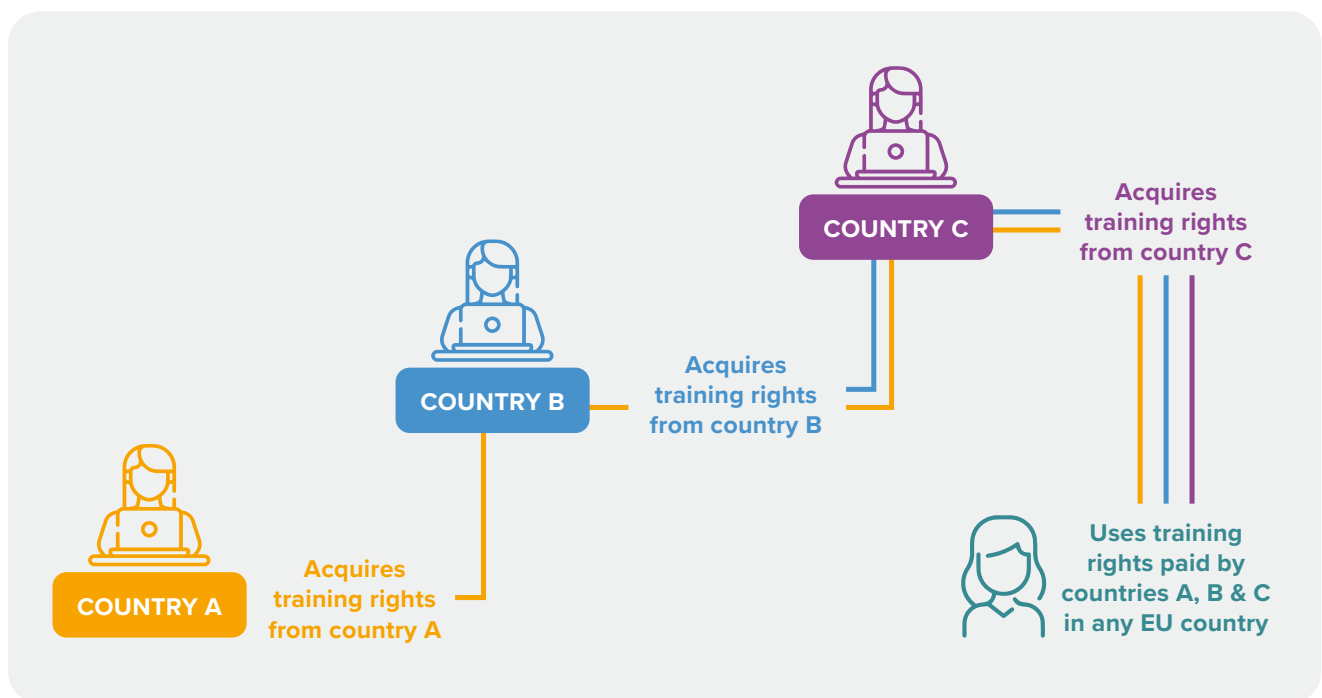 COUNTRY A
Acquires
training rights
from country A
COUNTRY B
Acquires
training rights
from country B
COUNTRY C
Acquires
training rights
from country C
Uses training
rights paid by
countries A, B & C
in any EU country